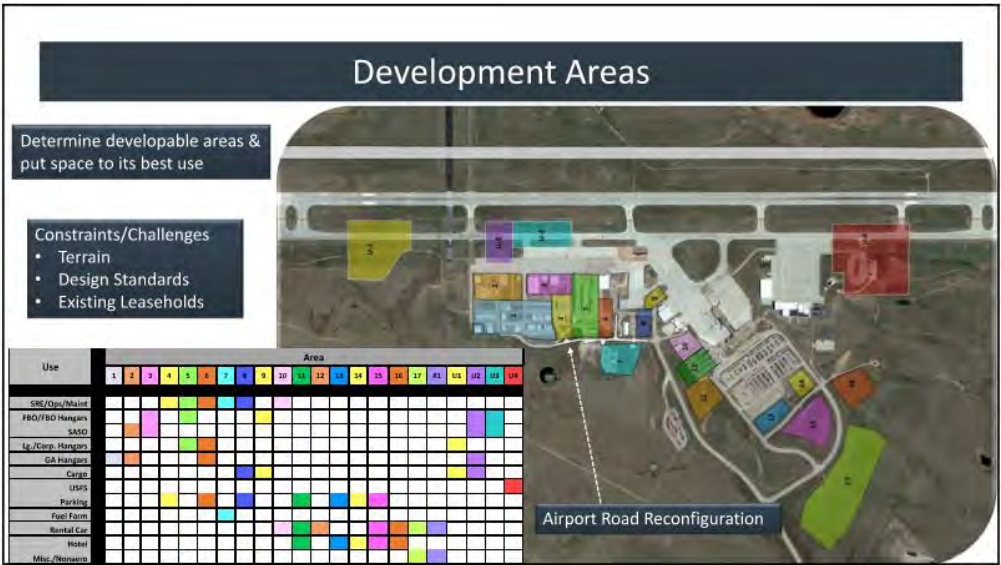 Development Areas
Determine developable areas &
put space to its best use
Constraints/Challenges
• Terrain
• Design Standards
• Existing Leaseholds
Use
Area
1 2 3 4 5 6 7 8 9 10 11 12 13 14 15 16 17 R1 U1 U2 U3 U4
SRE/Ops/Maint
FBO/FBO Hangars
SASO
Lg./Corp. Hangars
GA Hangars
Cargo
USFS
Parking
Fuel Farm
Rental Car
Hotel
Misc./Nonaero
Airport Road Reconfiguration